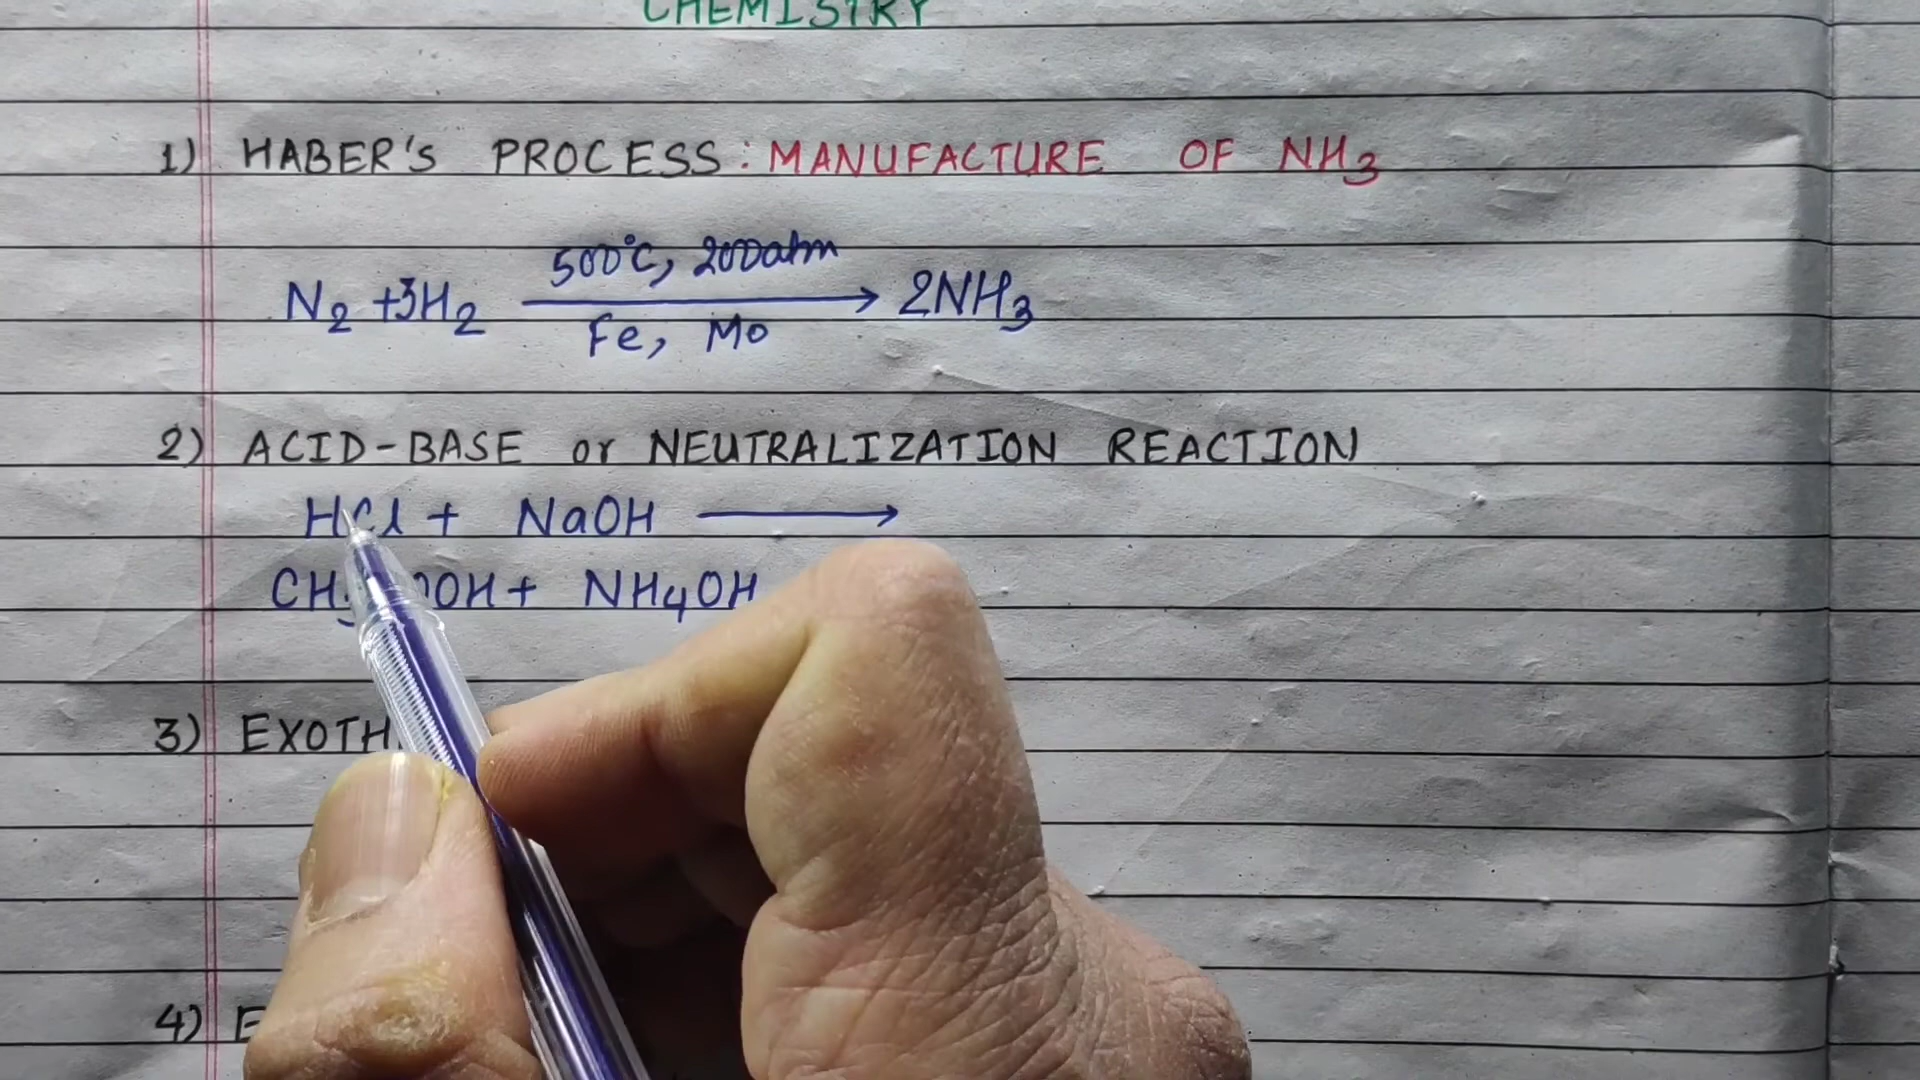 CHEMISTRY
1) HABER'S PROCESS: MANUFACTURE OF NH3
500°C, 200atm
N2 +3H2 → 2NH3
Fe, Mo
2) ACID-BASE or NEUTRALIZATION REACTION
HCl + NaOH →
NH4OH
3)
4)